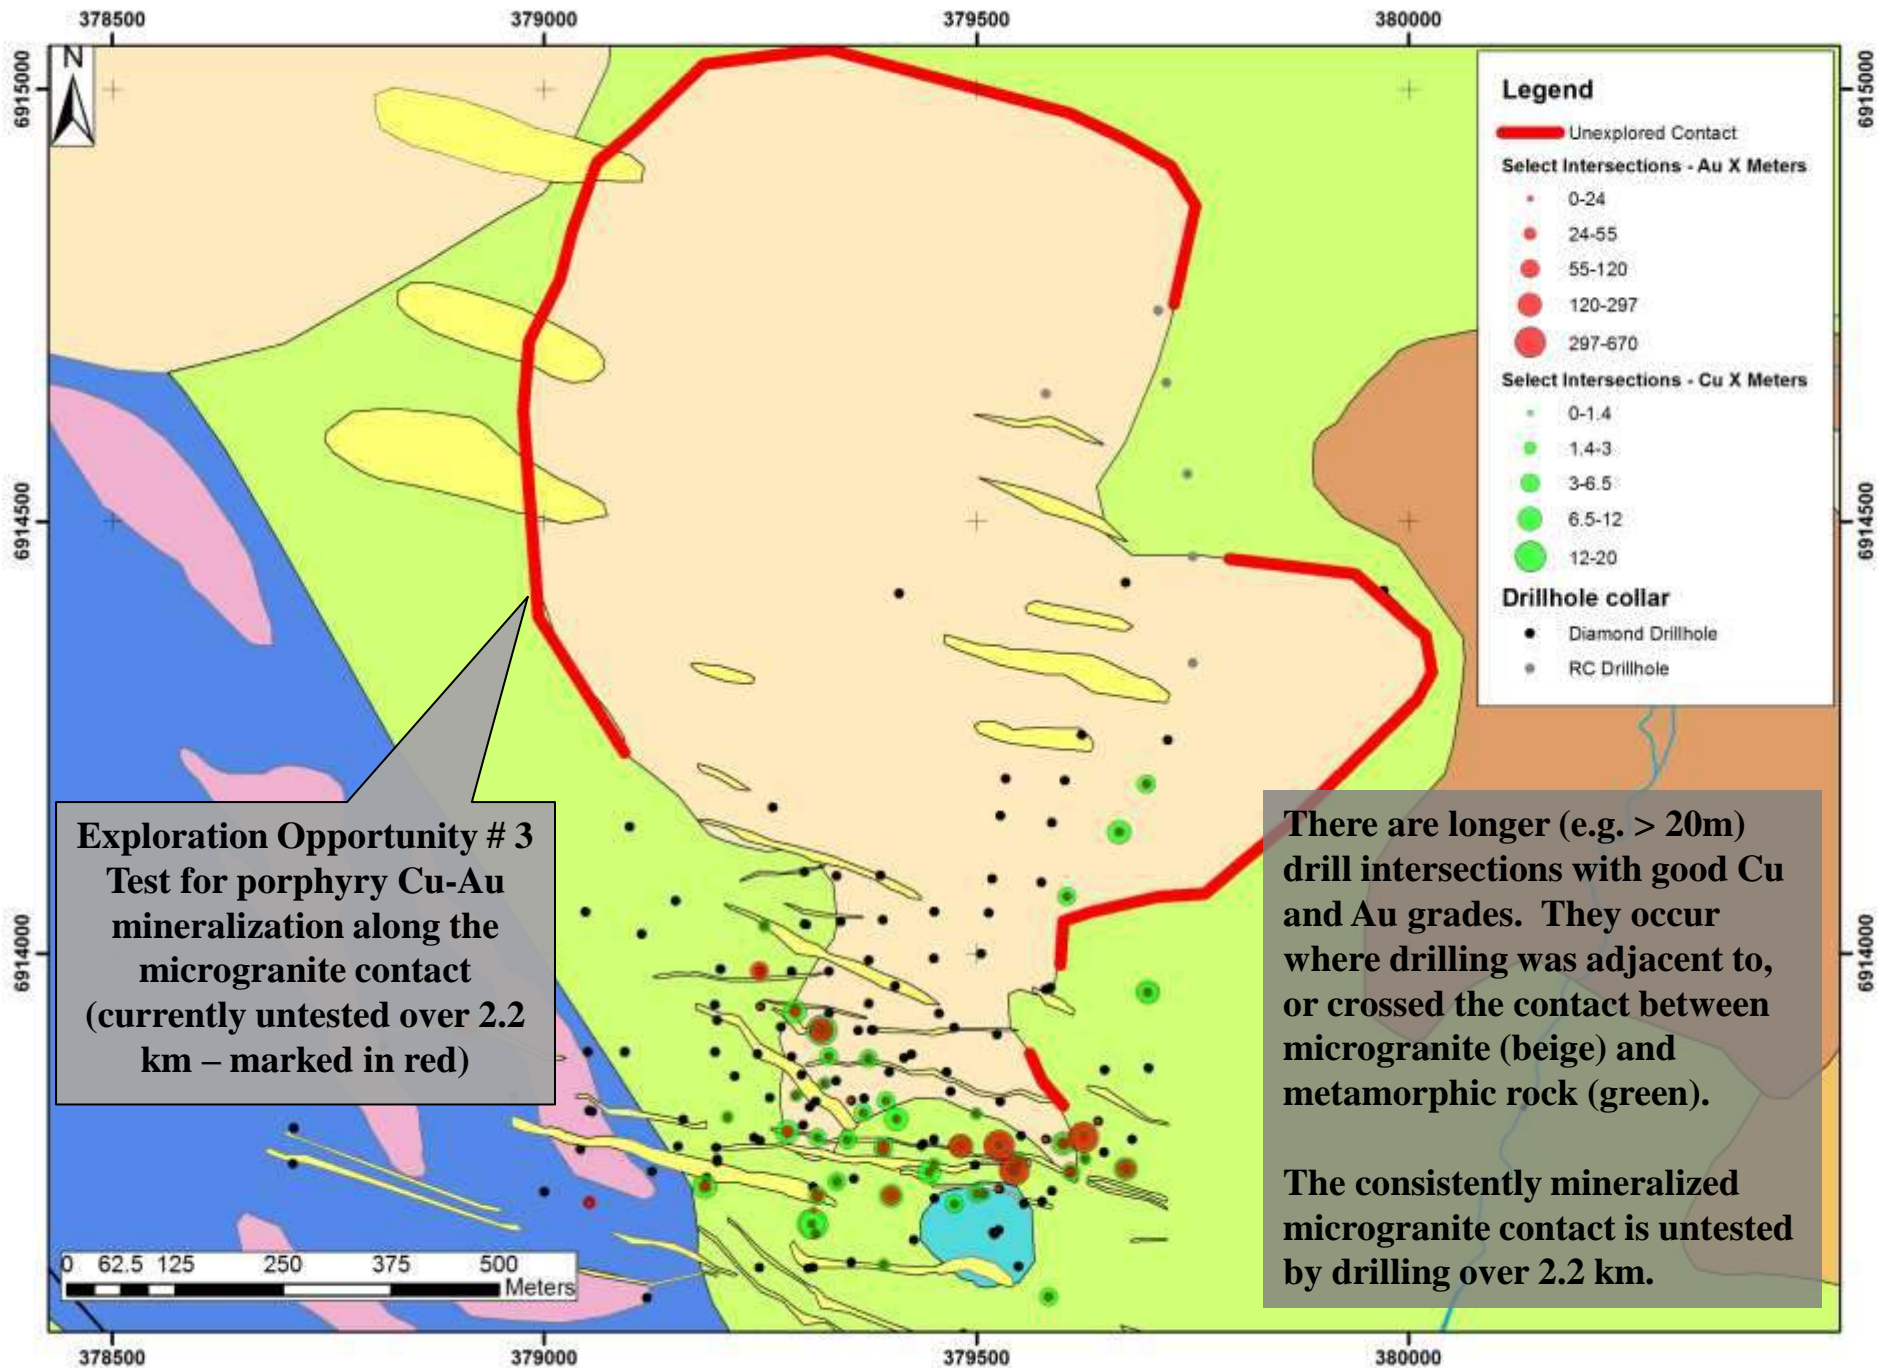 378500
379000
379500
380000
6915000
6915000
N
Legend
Unexplored Contact
Select Intersections - Au X Meters
0-24
24-55
55-120
120-297
297-670
Select Intersections - Cu X Meters
0-1.4
1.4-3
3-6.5
6.5-12
12-20
Drillhole collar
Diamond Drillhole
RC Drillhole
6914500
6914500
Exploration Opportunity # 3
Test for porphyry Cu-Au
mineralization along the
microgranite contact
(currently untested over 2.2
km – marked in red)
There are longer (e.g. > 20m)
drill intersections with good Cu
and Au grades.  They occur
where drilling was adjacent to,
or crossed the contact between
microgranite (beige) and
metamorphic rock (green).
The consistently mineralized
microgranite contact is untested
by drilling over 2.2 km.
6914000
6914000
0 62.5 125 250 375 500
Meters
378500
379000
379500
380000